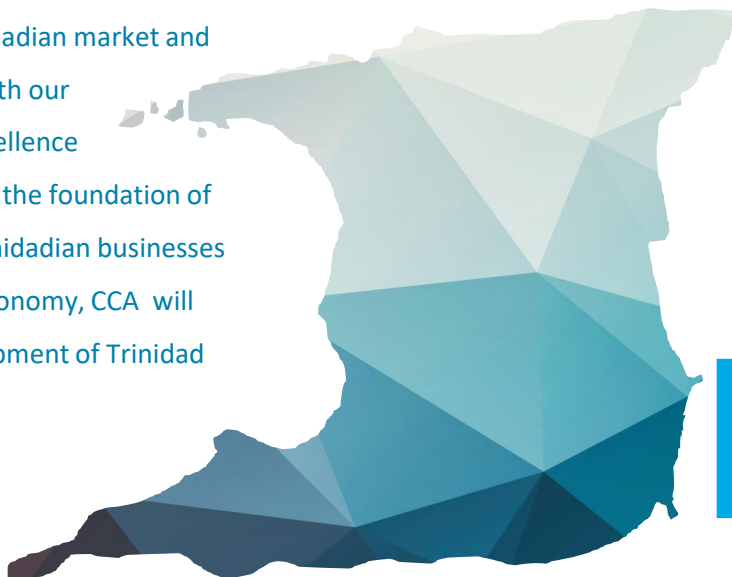 adian market and
th our
ellence
the foundation of
nidadian businesses
onomy, CCA will
pment of Trinidad